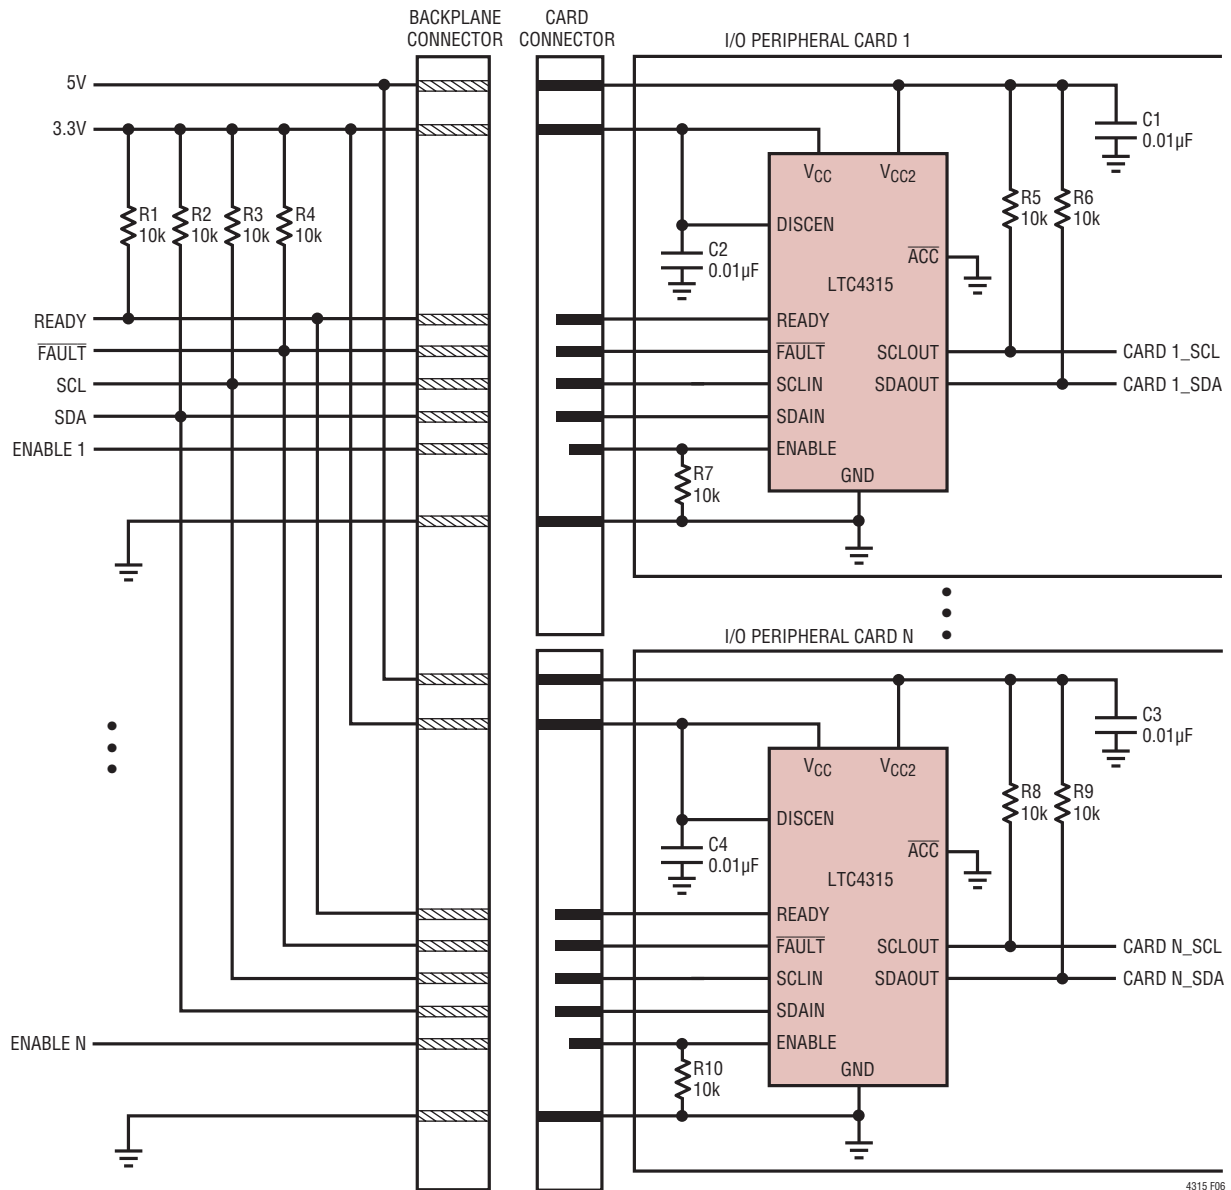 BACKPLANE
CONNECTOR
CARD
CONNECTOR
I/O PERIPHERAL CARD 1
5V
3.3V
R1
10k
R2
10k
R3
10k
R4
10k
READY
FAULT
SCL
SDA
ENABLE 1
VCC
VCC2
DISCEN
ACC
LTC4315
READY
FAULT
SCLIN
SDAIN
ENABLE
GND
SCLOUT
SDAOUT
C1
0.01µF
C2
0.01µF
R5
10k
R6
10k
R7
10k
CARD 1_SCL
CARD 1_SDA
I/O PERIPHERAL CARD N
VCC
VCC2
DISCEN
ACC
LTC4315
READY
FAULT
SCLIN
SDAIN
ENABLE
GND
SCLOUT
SDAOUT
C3
0.01µF
C4
0.01µF
R8
10k
R9
10k
R10
10k
CARD N_SCL
CARD N_SDA
ENABLE N
4315 F06